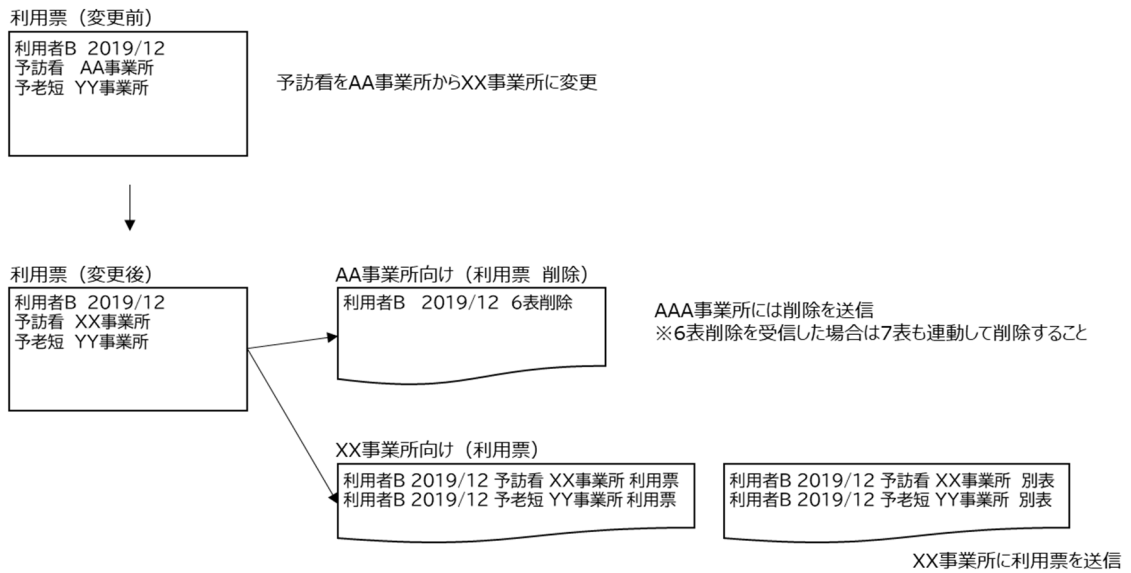 利用票（変更前）
利用者B 2019/12
予訪看 AA事業所
予老短 YY事業所
予訪看をAA事業所からXX事業所に変更
利用票（変更後）
利用者B 2019/12
予訪看 XX事業所
予老短 YY事業所
AA事業所向け（利用票 削除）
利用者B 2019/12 6表削除
AAA事業所には削除を送信
※6表削除を受信した場合は7表も連動して削除すること
XX事業所向け（利用票）
利用者B 2019/12 予訪看 XX事業所 利用票
利用者B 2019/12 予老短 YY事業所 利用票
利用者B 2019/12 予訪看 XX事業所 別表
利用者B 2019/12 予老短 YY事業所 別表
XX事業所に利用票を送信